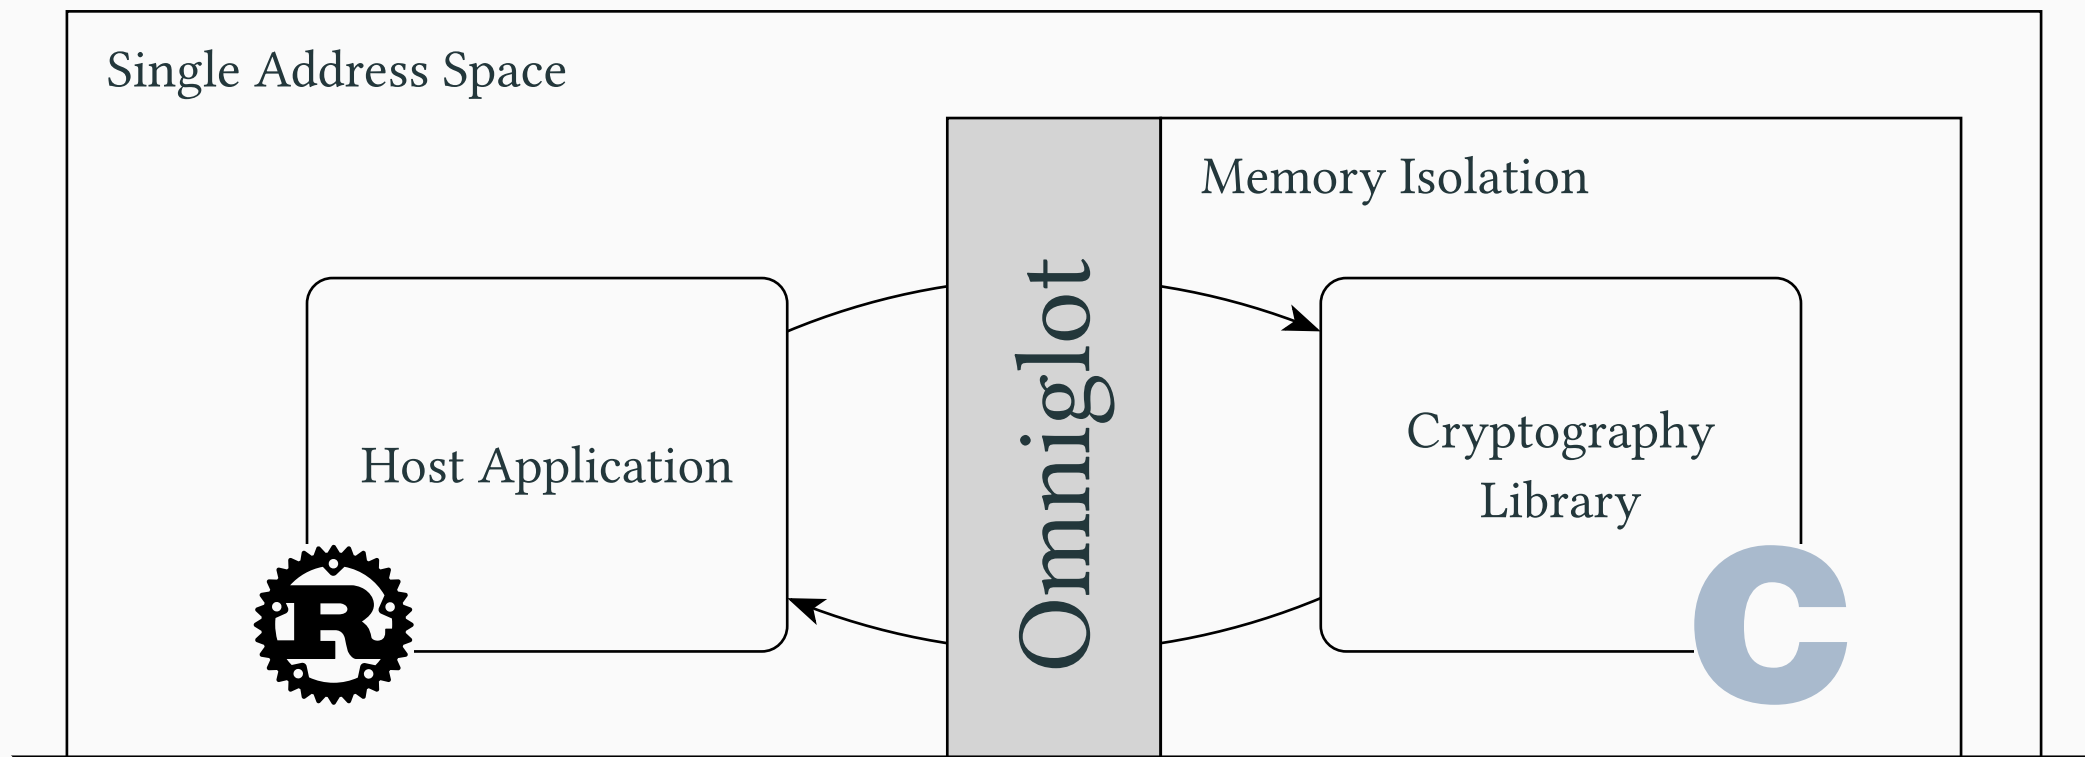 Single Address Space
Memory Isolation
Host Application
Omniglot
Cryptography
Library
R
C